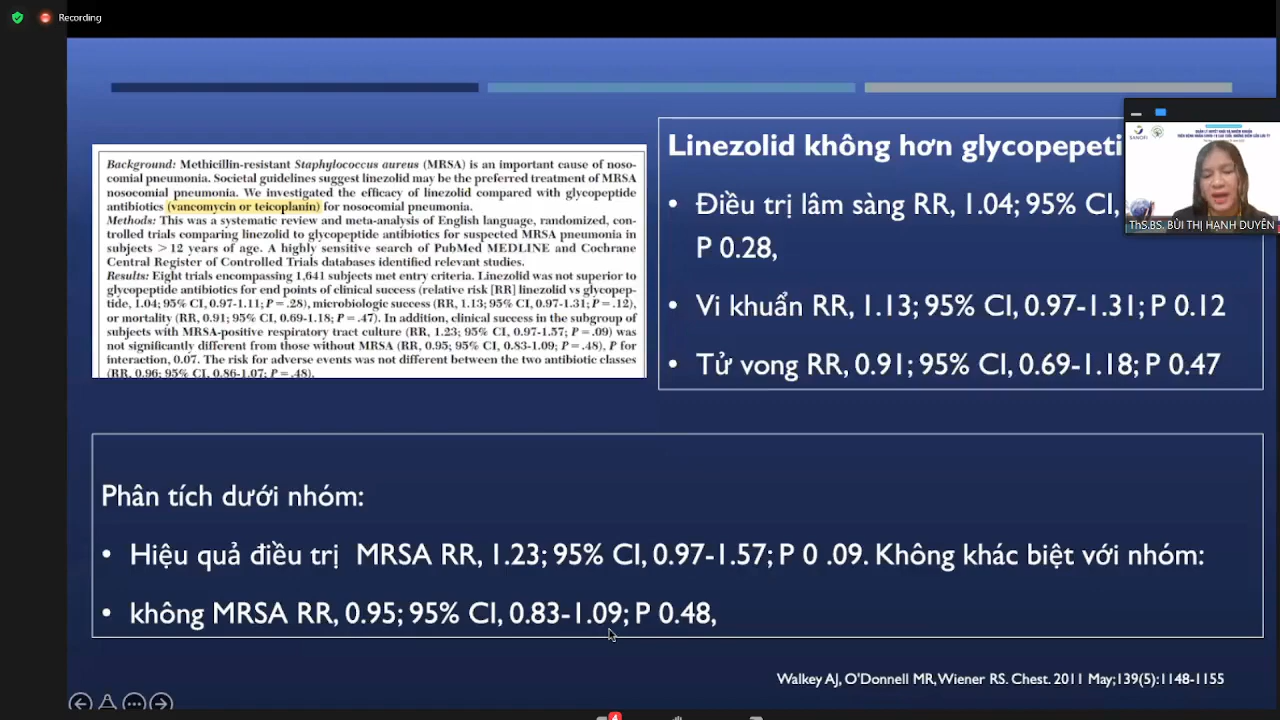 Recording
Background: Methicillin-resistant Staphylococcus aureus (MRSA) is an important cause of noso-
comial pneumonia. Societal guidelines suggest linezolid may be the preferred treatment of MRSA
nosocomial pneumonia. We investigated the efficacy of linezolid compared with glycopeptide
antibiotics (vancomycin or teicoplanin) for nosocomial pneumonia.
Methods: This was a systematic review and meta-analysis of English language, randomized, con-
trolled trials comparing linezolid to glycopeptide antibiotics for suspected MRSA pneumonia in
subjects > 12 years of age. A highly sensitive search of PubMed MEDLINE and Cochrane
Central Register of Controlled Trials databases identified relevant studies.
Results: Eight trials encompassing 1,641 subjects met entry criteria. Linezolid was not superior to
glycopeptide antibiotics for end points of clinical success (relative risk [RR] linezolid vs glycopep-
tide, 1.04; 95% CI, 0.97-1.11; P = .28), microbiologic success (RR, 1.13; 95% CI, 0.97-1.31; P = .12),
or mortality (RR, 0.91; 95% CI, 0.69-1.18; P = .47). In addition, clinical success in the subgroup of
subjects with MRSA-positive respiratory tract culture (RR, 1.23; 95% CI, 0.97-1.57; P = .09) was
not significantly different from those without MRSA (RR, 0.95; 95% CI, 0.83-1.09; P = .48), P for
interaction, 0.07. The risk for adverse events was not different between the two antibiotic classes
(RR, 0.96; 95% CI, 0.86-1.07; P = .48).
Linezolid không hơn glycopepeti
• Điều trị lâm sàng RR, 1.04; 95% CI,
P 0.28,
• Vi khuẩn RR, 1.13; 95% CI, 0.97-1.31; P 0.12
• Tử vong RR, 0.91; 95% CI, 0.69-1.18; P 0.47
SANOFI
ThS.BS. BÙI THỊ HẠNH DUYÊN
Phân tích dưới nhóm:
• Hiệu quả điều trị MRSA RR, 1.23; 95% CI, 0.97-1.57; P 0 .09. Không khác biệt với nhóm:
• không MRSA RR, 0.95; 95% CI, 0.83-1.09; P 0.48,
Walkey AJ, O'Donnell MR, Wiener RS. Chest. 2011 May;139(5):1148-1155
4